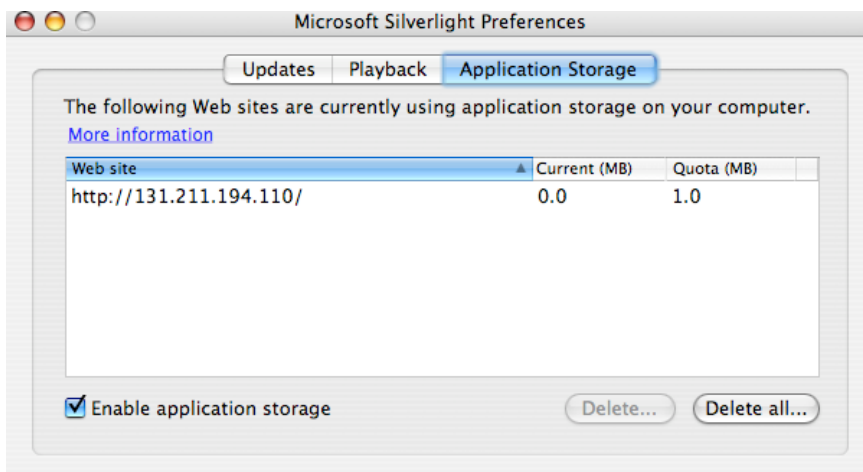 Microsoft Silverlight Preferences
Updates Playback Application Storage
The following Web sites are currently using application storage on your computer.
More information
Web site Current (MB) Quota (MB)
http://131.211.194.110/ 0.0 1.0
Enable application storage Delete... Delete all...